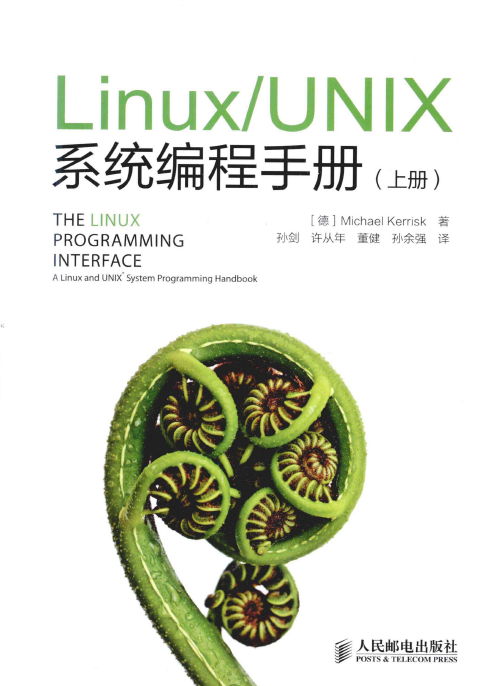 Linux/UNIX
系统编程手册（上册）
[德] Michael Kerrisk 著
孙剑 许从年 董健 孙余强 译
THE LINUX
PROGRAMMING
INTERFACE
A Linux and UNIX® System Programming Handbook
人民邮电出版社
POSTS & TELECOM PRESS